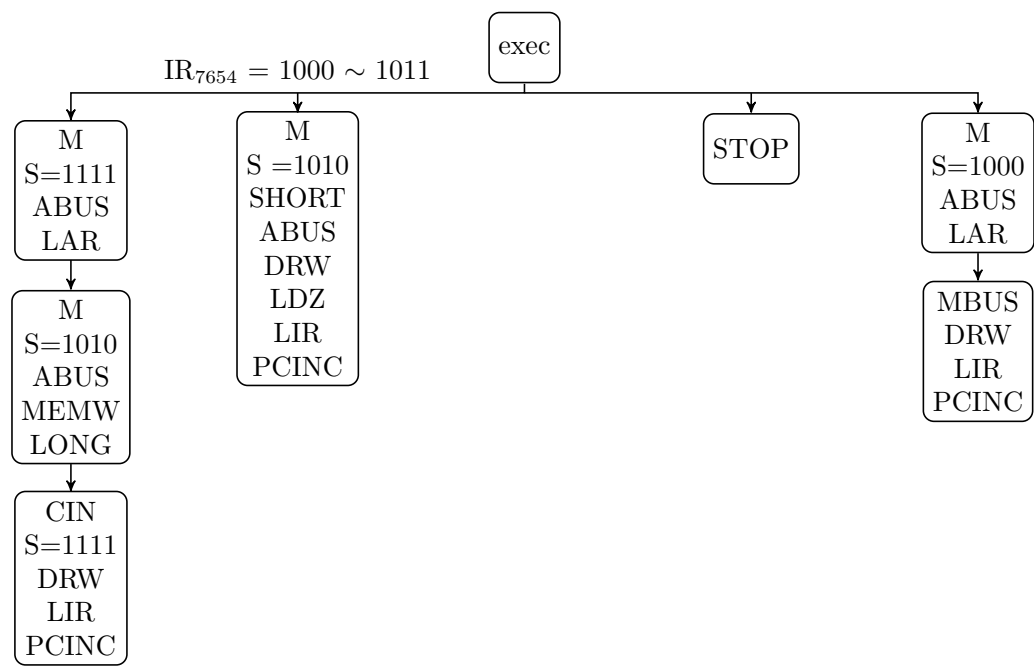 exec
IR7654 = 1000 ∼ 1011
M
S=1111
ABUS
LAR
M
S=1010
ABUS
MEMW
LONG
CIN
S=1111
DRW
LIR
PCINC
M
S =1010
SHORT
ABUS
DRW
LDZ
LIR
PCINC
STOP
M
S=1000
ABUS
LAR
MBUS
DRW
LIR
PCINC